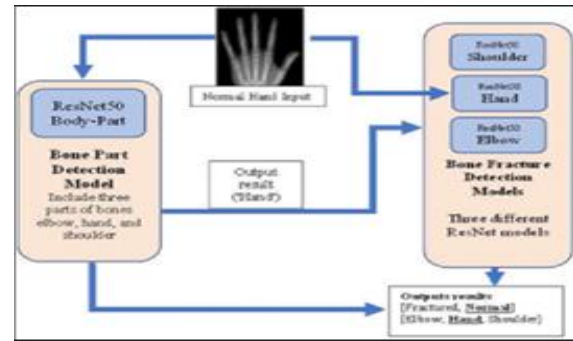 Normal Hand Input
ResNet50
Body-Part
Bone Part
Detection
Model
Include three
parts of bones
elbow, hand, and
shoulder
Output
result
('Hand')
ResNet50
Shoulder
ResNet50
Hand
ResNet50
Elbow
Bone Fracture
Detection
Models
Three different
ResNet models
Outputs results
[Fractured, Normal]
[Elbow, Hand, Shoulder]